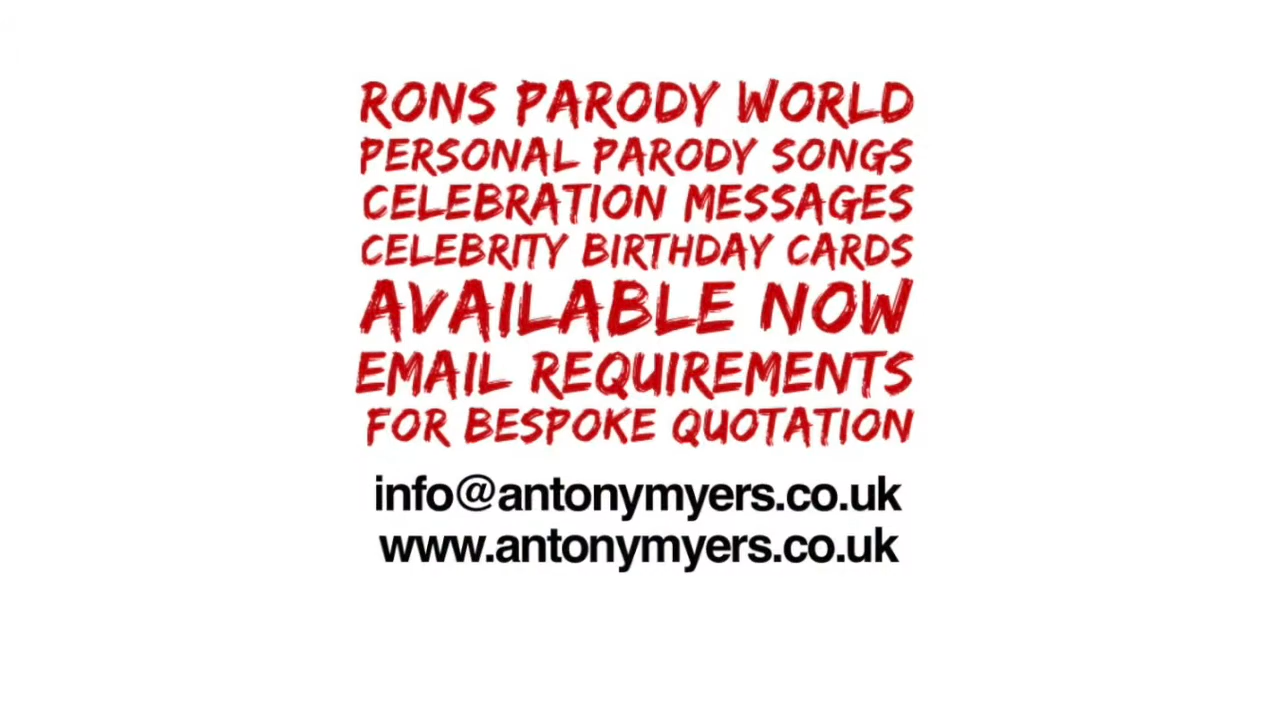 RONS PARODY WORLD
PERSONAL PARODY SONGS
CELEBRATION MESSAGES
CELEBRITY BIRTHDAY CARDS
AVAILABLE NOW
EMAIL REQUIREMENTS
FOR BESPOKE QUOTATION
info@antonymyers.co.uk
www.antonymyers.co.uk